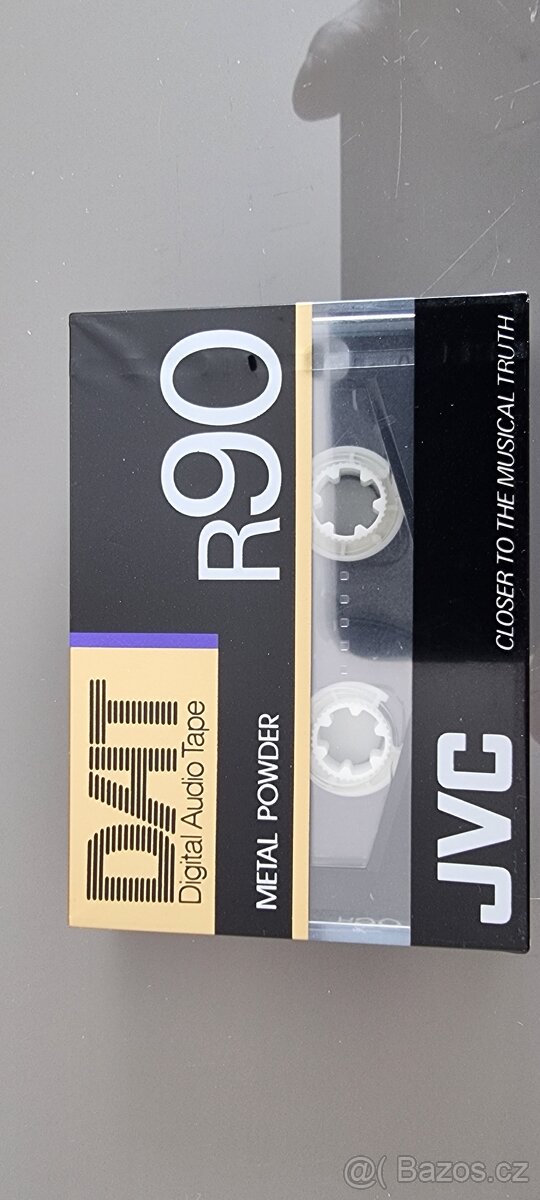 DAT
Digital Audio Tape
R90
METAL POWDER
JVC
CLOSER TO THE MUSICAL TRUTH
@( Bazos.cz